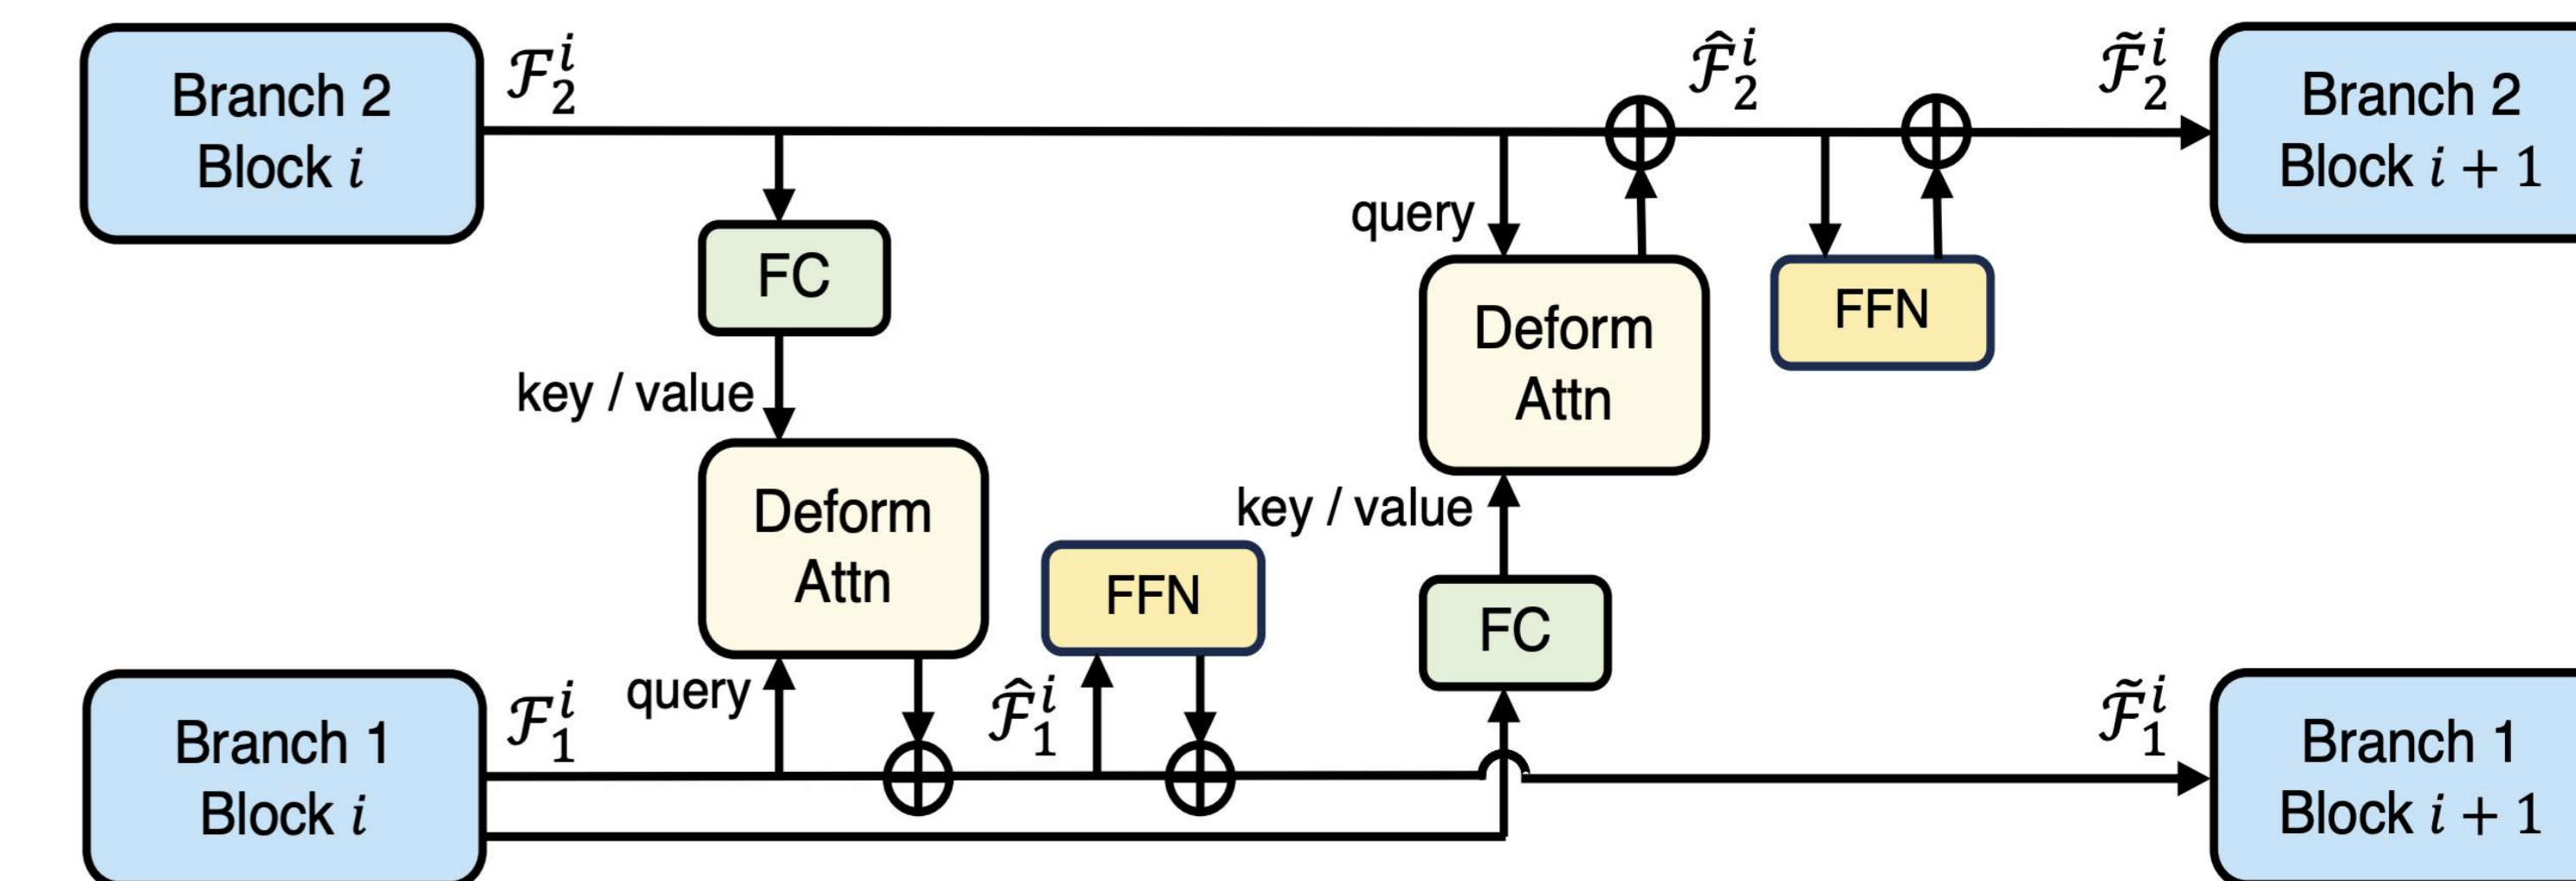 Branch 2
Block i
ℱ₂ⁱ
ℱ̂₂ⁱ
ℱ̃₂ⁱ
Branch 2
Block i + 1
FC
query
key / value
Deform
Attn
FFN
Deform
Attn
FFN
key / value
FC
Branch 1
Block i
ℱ₁ⁱ
query
ℱ̂₁ⁱ
ℱ̃₁ⁱ
Branch 1
Block i + 1